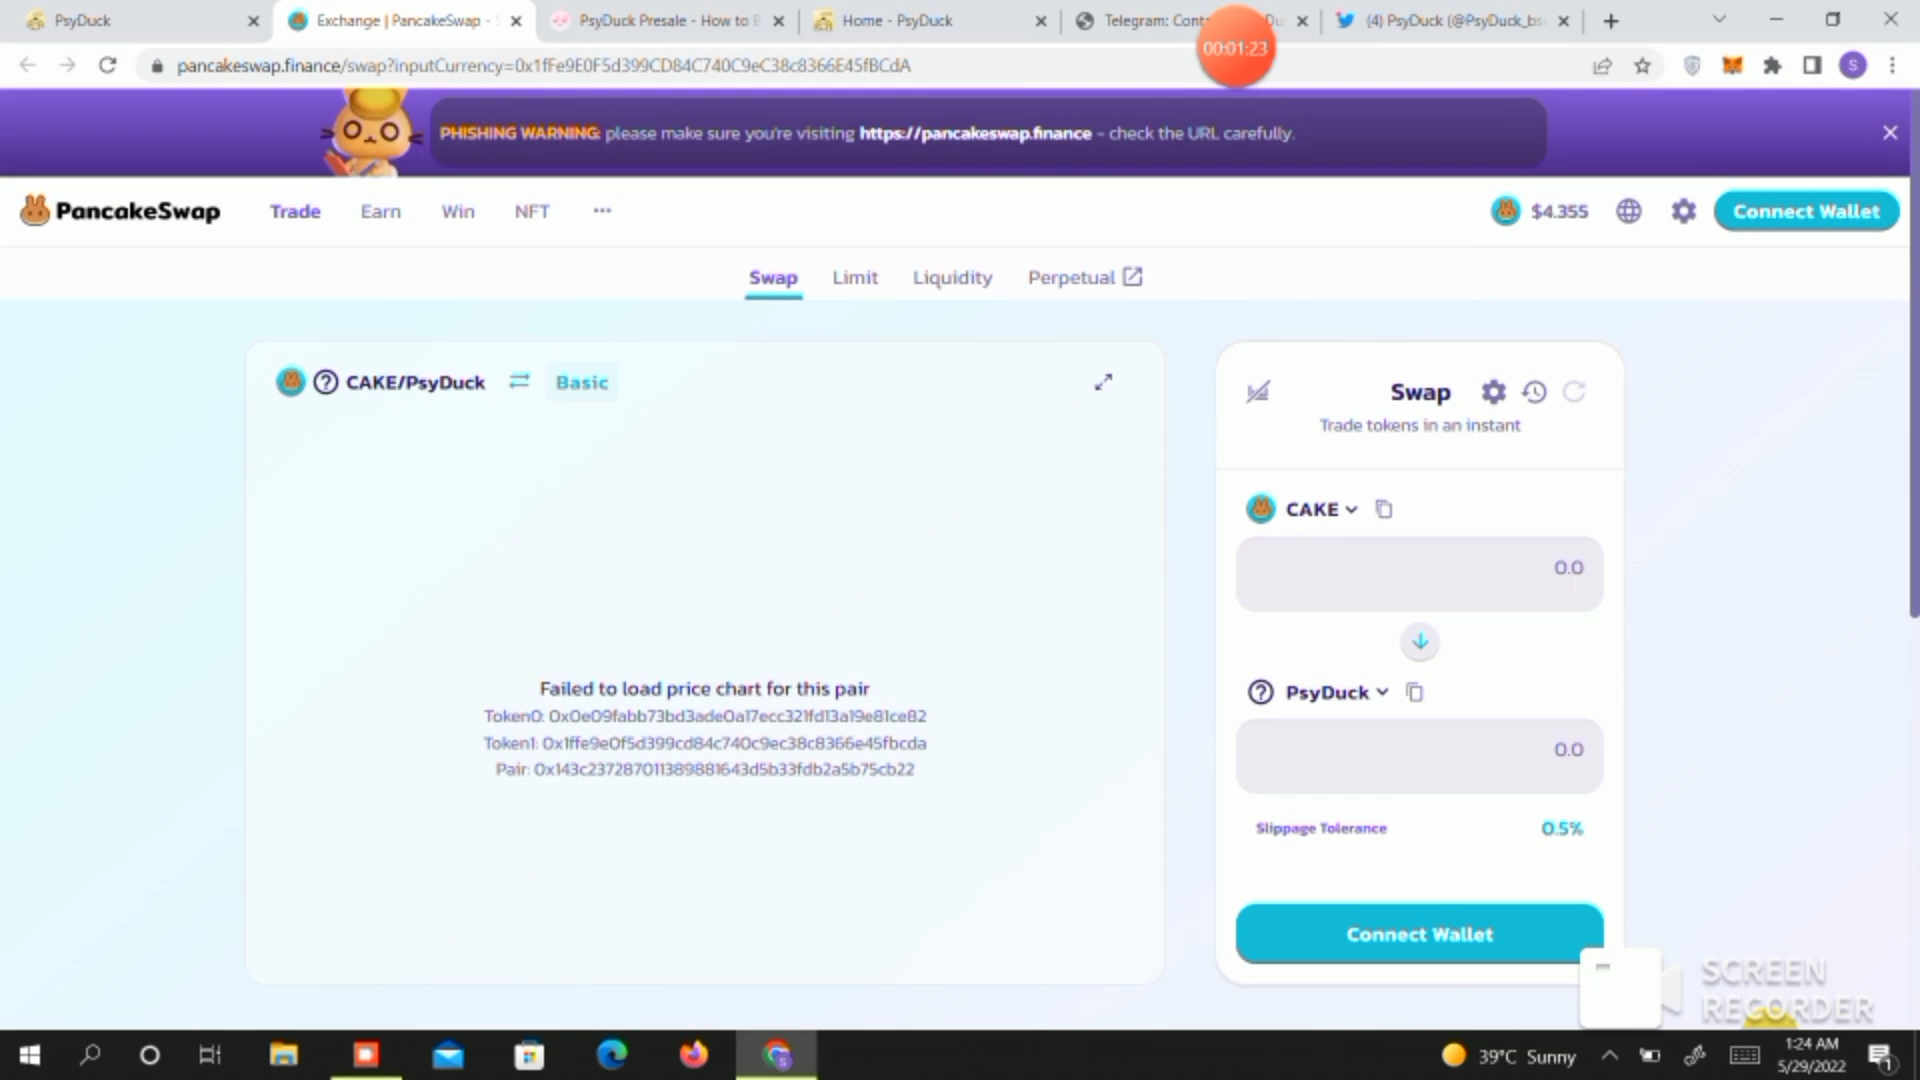 PsyDuck
Exchange | PancakeSwap -
PsyDuck Presale - How to
Home - PsyDuck
Telegram:
(4) PsyDuck
00:01:23
pancakeswap.finance/swap?inputCurrency=0x1fFe9E0F5d399CD84C740C9eC38c8366E45fBCdA
S
PHISHING WARNING: please make sure you're visiting https://pancakeswap.finance - check the URL carefully.
PancakeSwap
Trade
Earn
Win
NFT
$4.355
Connect Wallet
Swap
Limit
Liquidity
Perpetual
CAKE/PsyDuck
Basic
Swap
Trade tokens in an instant
CAKE
0.0
PsyDuck
0.0
Slippage Tolerance
0.5%
Connect Wallet
Failed to load price chart for this pair
Token0: 0x0e09fabb73bd3ade0a17ecc321fd13a19e81ce82
Token1: 0x1ffe9e0f5d399cd84c740c9ec38c8366e45fbcda
Pair: 0x143c237287011389881643d5b33fdb2a5b75cb22
SCREEN
RECORDER
39°C Sunny
1:24 AM
5/29/2022
1